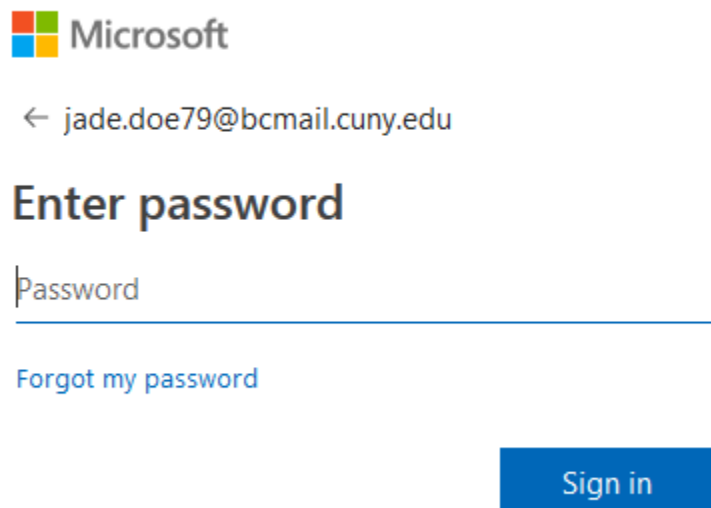 Microsoft
← jade.doe79@bcmail.cuny.edu
Enter password
Password
Forgot my password
Sign in